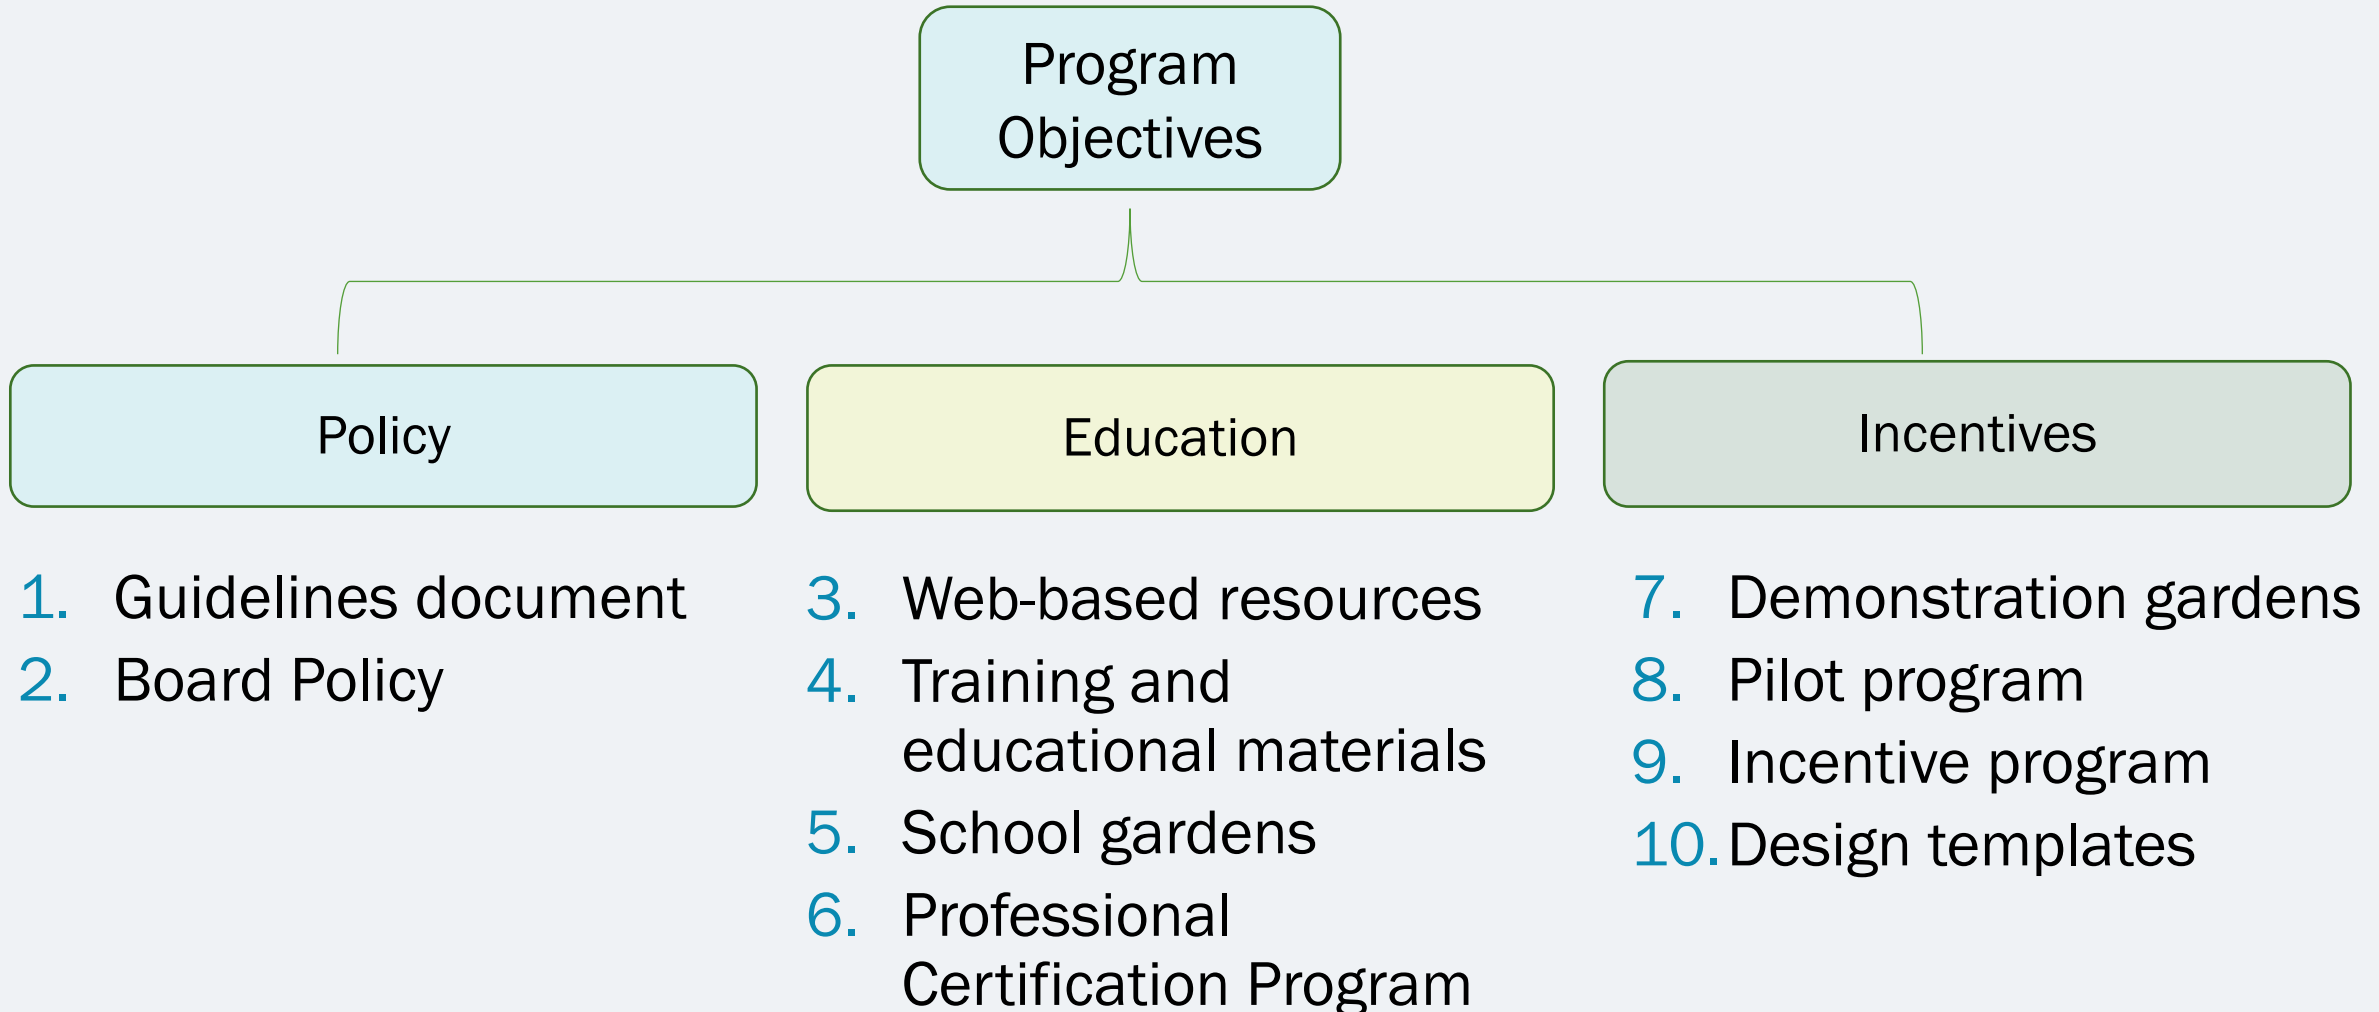 Program
Objectives
Policy
Education
Incentives
1. Guidelines document
2. Board Policy
3. Web-based resources
4. Training and
educational materials
5. School gardens
6. Professional
Certification Program
7. Demonstration gardens
8. Pilot program
9. Incentive program
10. Design templates